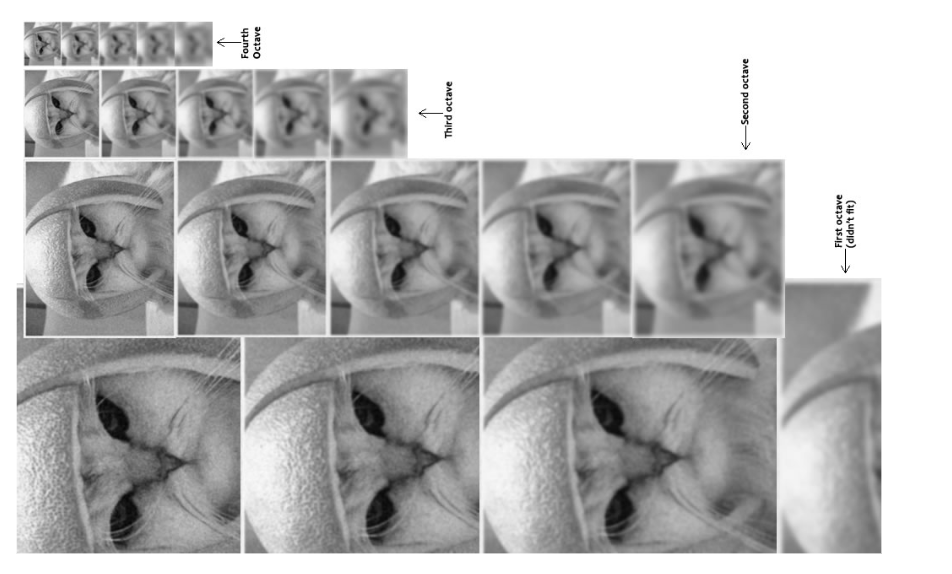 Fourth
Octave
Third octave
Second octave
First octave
(didn't fit)